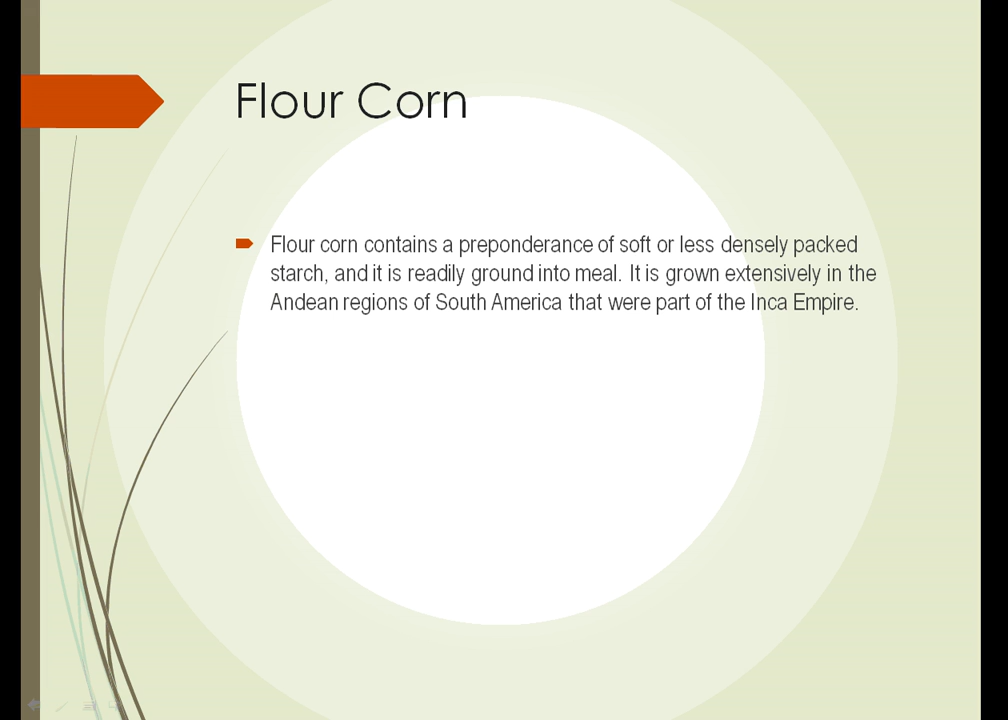 Flour Corn
Flour corn contains a preponderance of soft or less densely packed
starch, and it is readily ground into meal. It is grown extensively in the
Andean regions of South America that were part of the Inca Empire.